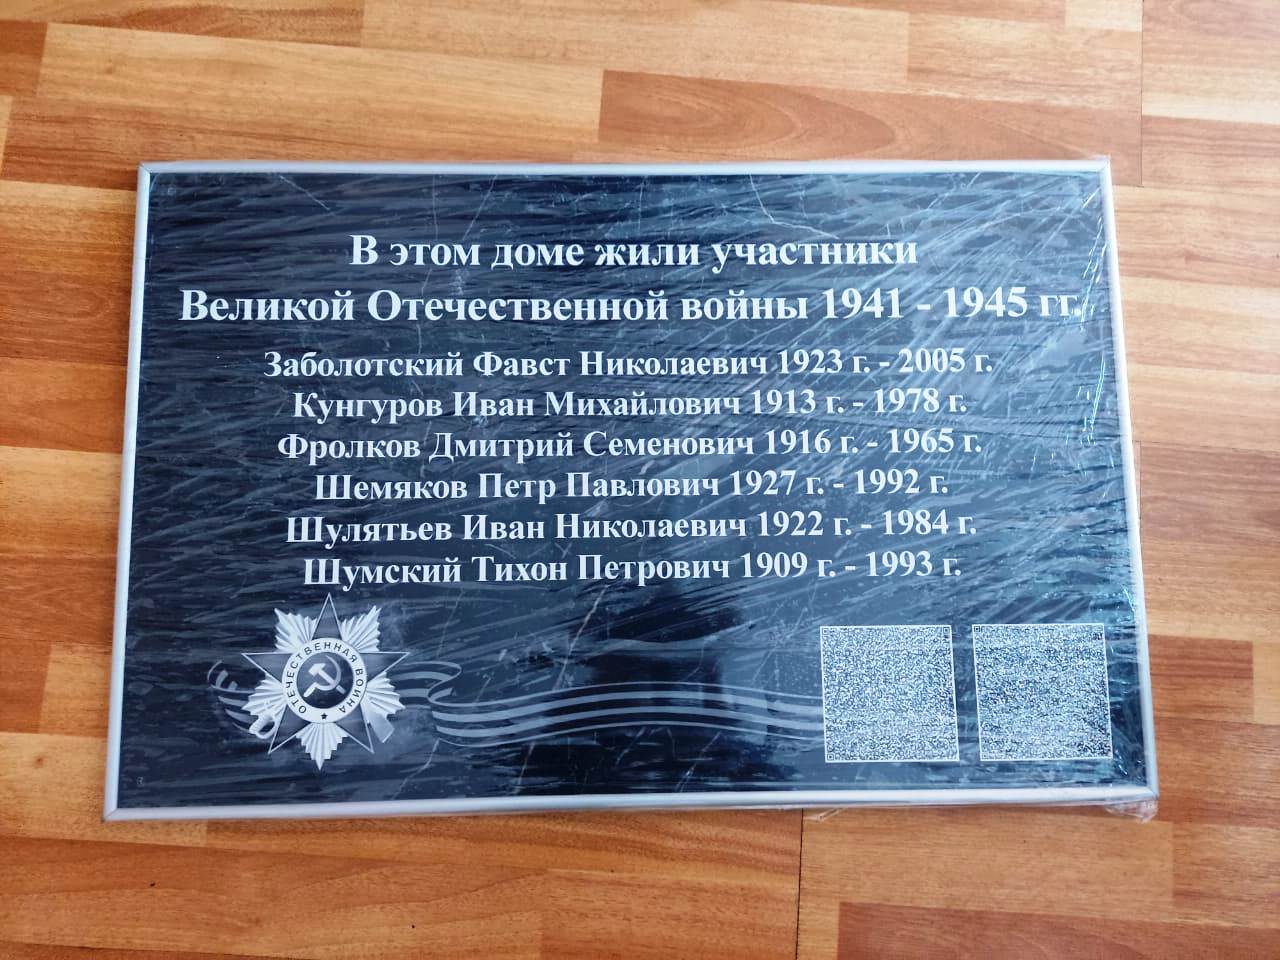 В этом доме жили участники
Великой Отечественной войны 1941 - 1945 гг.
Заболотский Фавст Николаевич 1923 г. - 2005 г.
Кунгуров Иван Михайлович 1913 г. - 1978 г.
Фролков Дмитрий Семенович 1916 г. - 1965 г.
Шемяков Петр Павлович 1927 г. - 1992 г.
Шулятьев Иван Николаевич 1922 г. - 1984 г.
Шумский Тихон Петрович 1909 г. - 1993 г.
ОТЕЧЕСТВЕННАЯ ВОЙНА